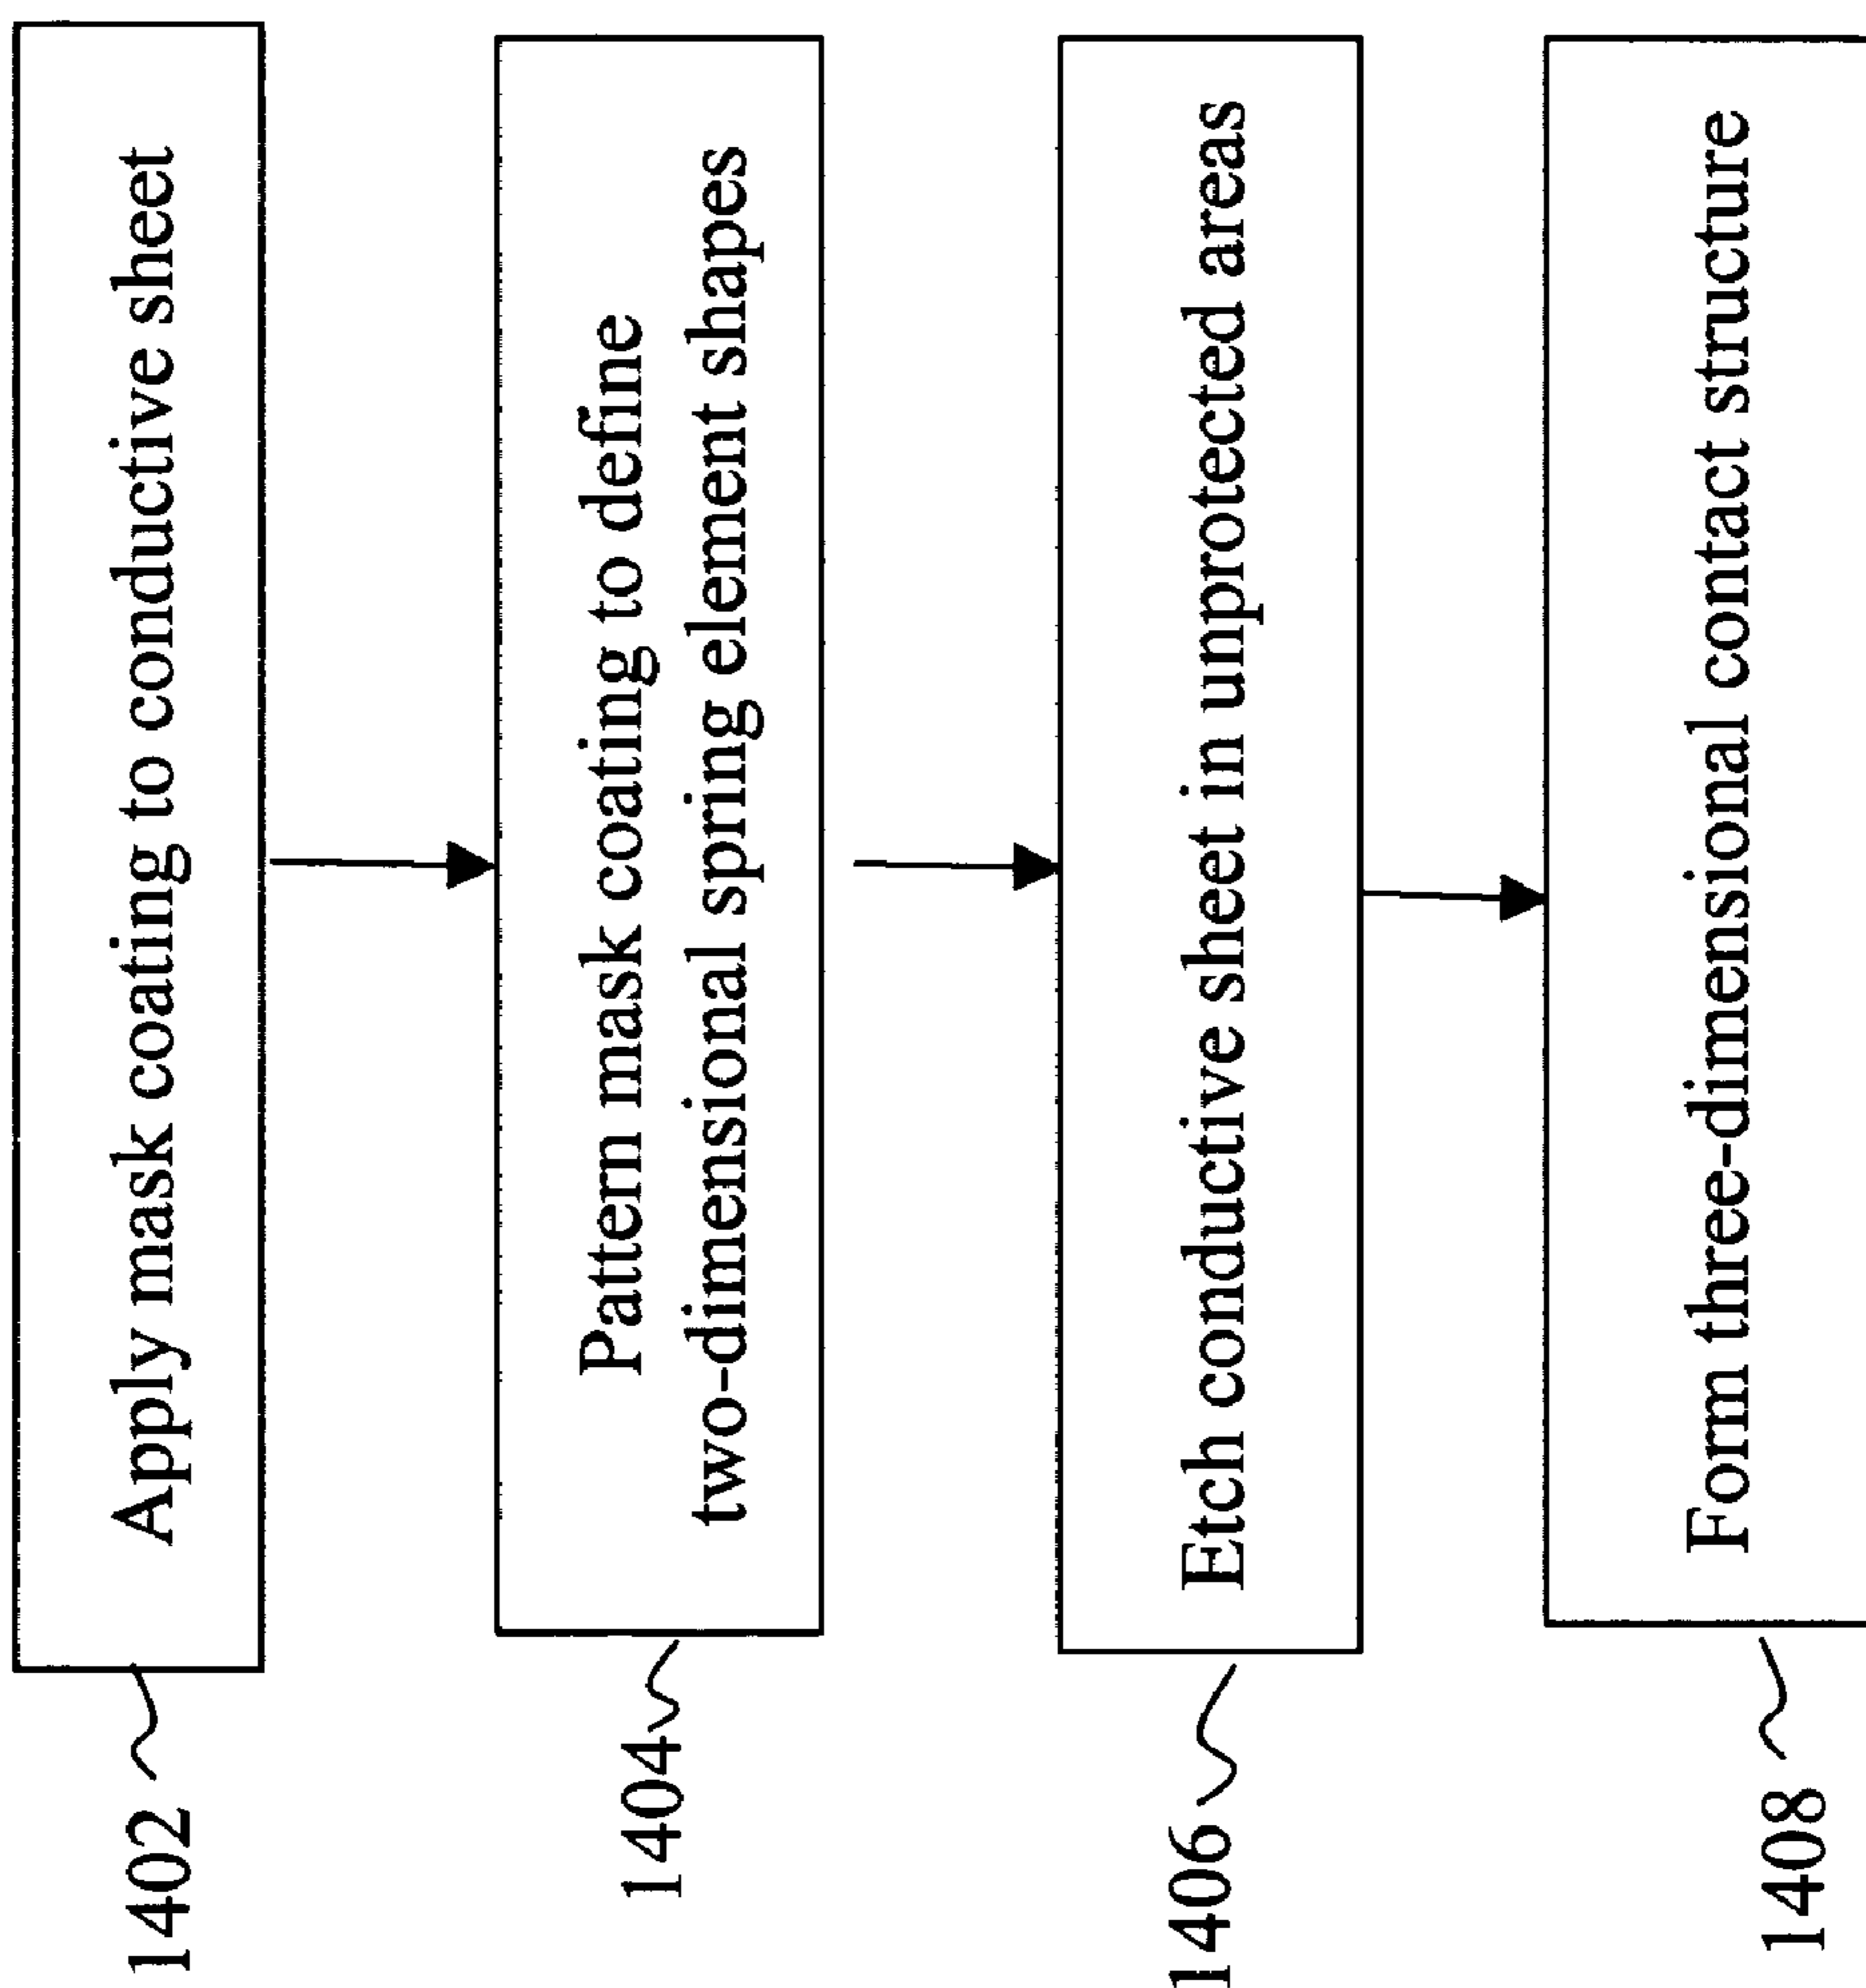 1402
Apply mask coating to conductive sheet
1404
Pattern mask coating to define
two-dimensional spring element shapes
1406
Etch conductive sheet in unprotected areas
1408
Form three-dimensional contact structure